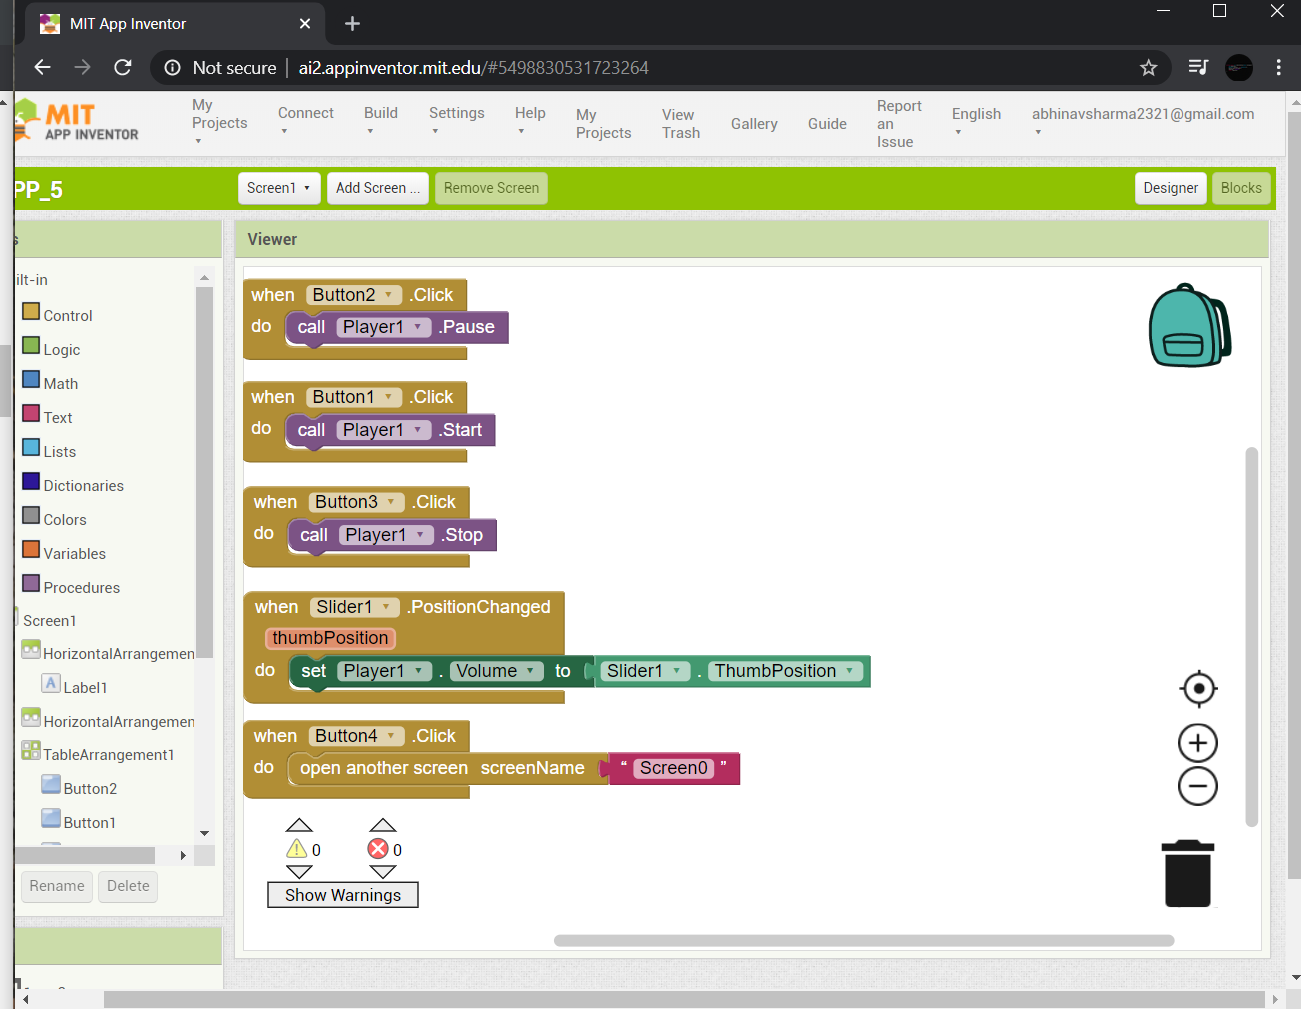 MIT App Inventor
Not secure | ai2.appinventor.mit.edu/#5498830531723264
MIT
APP INVENTOR
My Projects
Connect
Build
Settings
Help
My Projects
View Trash
Gallery
Guide
Report an Issue
English
abhinavsharma2321@gmail.com
PP_5
Screen1
Add Screen ...
Remove Screen
Designer
Blocks
s
Viewer
ilt-in
Control
Logic
Math
Text
Lists
Dictionaries
Colors
Variables
Procedures
Screen1
HorizontalArrangemen
A Label1
HorizontalArrangemen
TableArrangement1
Button2
Button1
Rename
Delete
when Button2 .Click
do call Player1 .Pause
when Button1 .Click
do call Player1 .Start
when Button3 .Click
do call Player1 .Stop
when Slider1 .PositionChanged
thumbPosition
do set Player1 . Volume to Slider1 . ThumbPosition
when Button4 .Click
do open another screen screenName “ Screen0 ”
0 0
Show Warnings